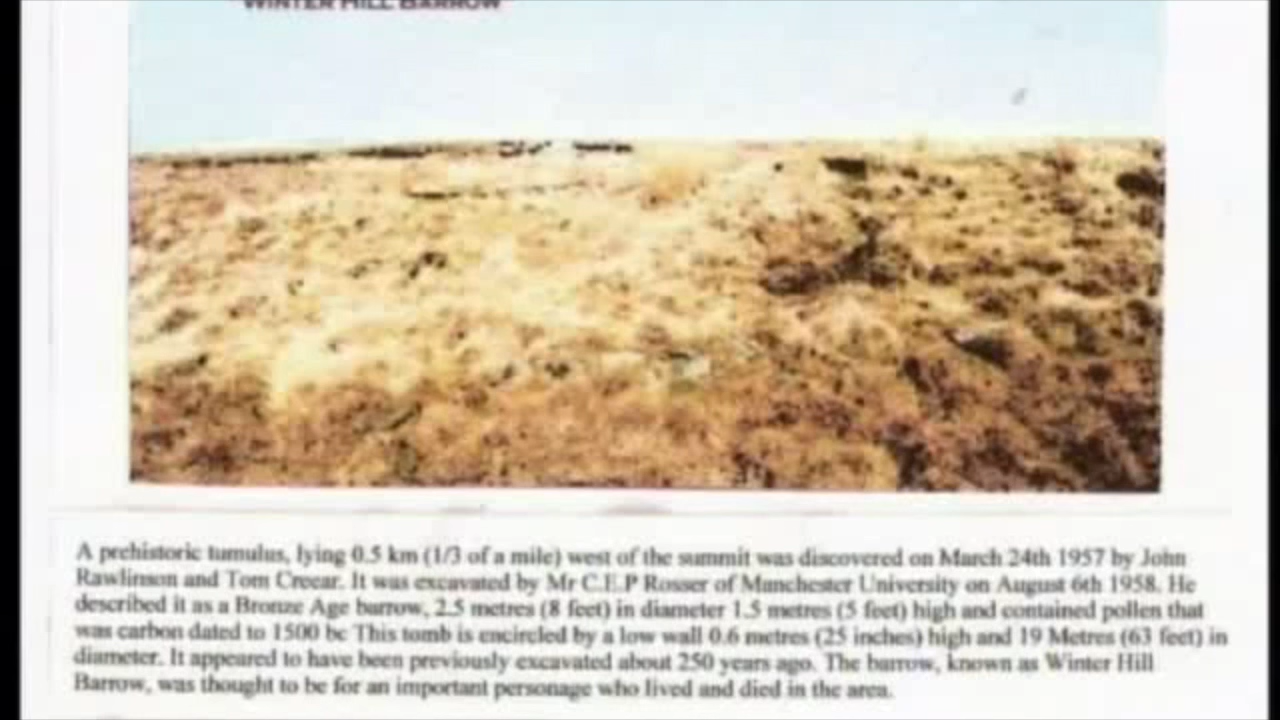 "WINTER HILL BARROW"
A prehistoric tumulus, lying 0.5 km (1/3 of a mile) west of the summit was discovered on March 24th 1957 by John
Rawlinson and Tom Creear. It was excavated by Mr C.E.P Rosser of Manchester University on August 6th 1958. He
described it as a Bronze Age barrow, 2.5 metres (8 feet) in diameter 1.5 metres (5 feet) high and contained pollen that
was carbon dated to 1500 bc This tomb is encircled by a low wall 0.6 metres (25 inches) high and 19 Metres (63 feet) in
diameter. It appeared to have been previously excavated about 250 years ago. The barrow, known as Winter Hill
Barrow, was thought to be for an important personage who lived and died in the area.